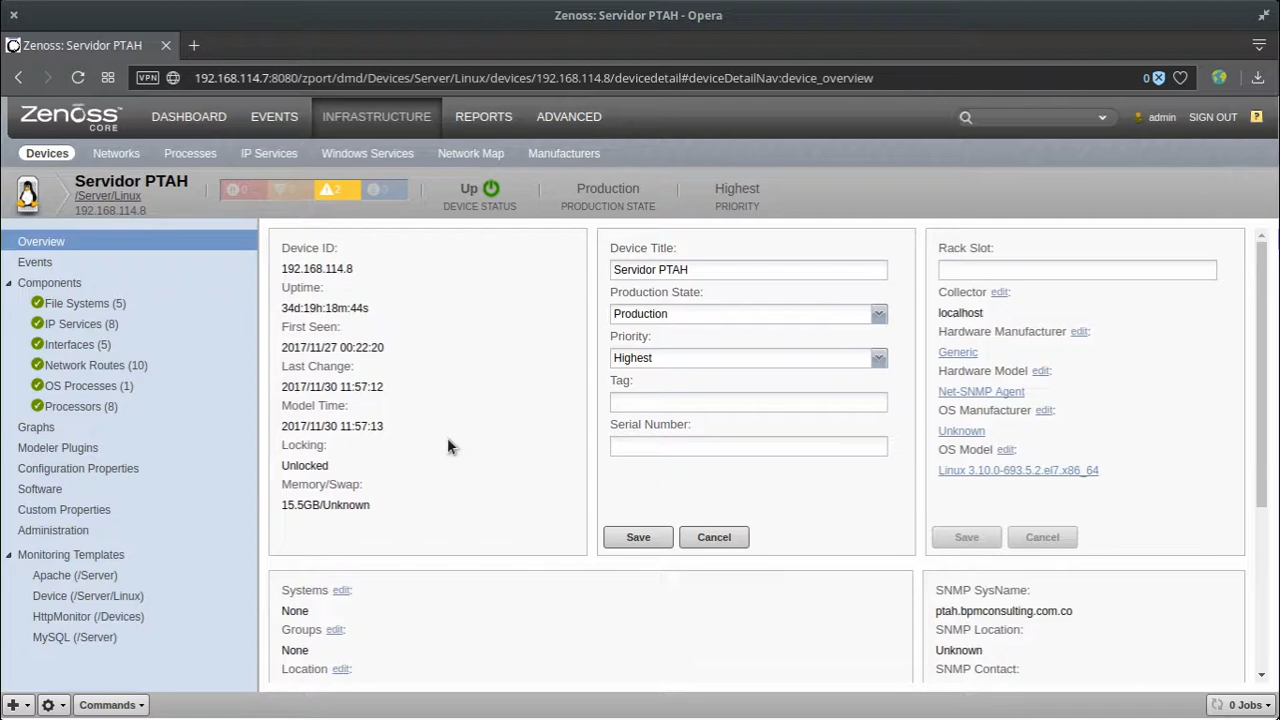 Zenoss: Servidor PTAH - Opera
Zenoss: Servidor PTAH
VPN 192.168.114.7:8080/zport/dmd/Devices/Server/Linux/devices/192.168.114.8/devicedetail#deviceDetailNav:device_overview 0
Zenoss CORE DASHBOARD EVENTS INFRASTRUCTURE REPORTS ADVANCED admin SIGN OUT ?
Devices Networks Processes IP Services Windows Services Network Map Manufacturers
Servidor PTAH
/Server/Linux
192.168.114.8
0 2
Up
DEVICE STATUS
Production
PRODUCTION STATE
Highest
PRIORITY
Overview
Events
Components
File Systems (5)
IP Services (8)
Interfaces (5)
Network Routes (10)
OS Processes (1)
Processors (8)
Graphs
Modeler Plugins
Configuration Properties
Software
Custom Properties
Administration
Monitoring Templates
Apache (/Server)
Device (/Server/Linux)
HttpMonitor (/Devices)
MySQL (/Server)
Device ID:
192.168.114.8
Uptime:
34d:19h:18m:44s
First Seen:
2017/11/27 00:22:20
Last Change:
2017/11/30 11:57:12
Model Time:
2017/11/30 11:57:13
Locking:
Unlocked
Memory/Swap:
15.5GB/Unknown
Device Title:
Servidor PTAH
Production State:
Production
Priority:
Highest
Tag:
Serial Number:
Save Cancel
Rack Slot:
Collector edit:
localhost
Hardware Manufacturer edit:
Generic
Hardware Model edit:
Net-SNMP Agent
OS Manufacturer edit:
Unknown
OS Model edit:
Linux 3.10.0-693.5.2.el7.x86_64
Save Cancel
Systems edit:
None
Groups edit:
None
Location edit:
SNMP SysName:
ptah.bpmconsulting.com.co
SNMP Location:
Unknown
SNMP Contact:
Commands
0 Jobs